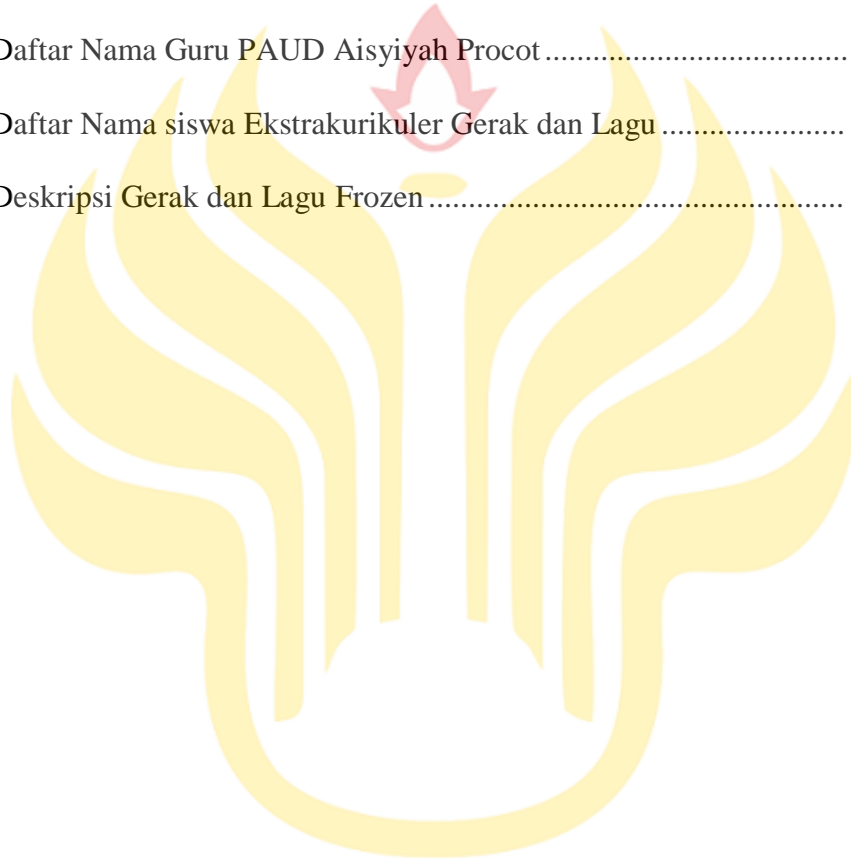 Daftar Nama Guru PAUD Aisyiyah Procot......................................
Daftar Nama siswa Ekstrakurikuler Gerak dan Lagu.......................
Deskripsi Gerak dan Lagu Frozen....................................................